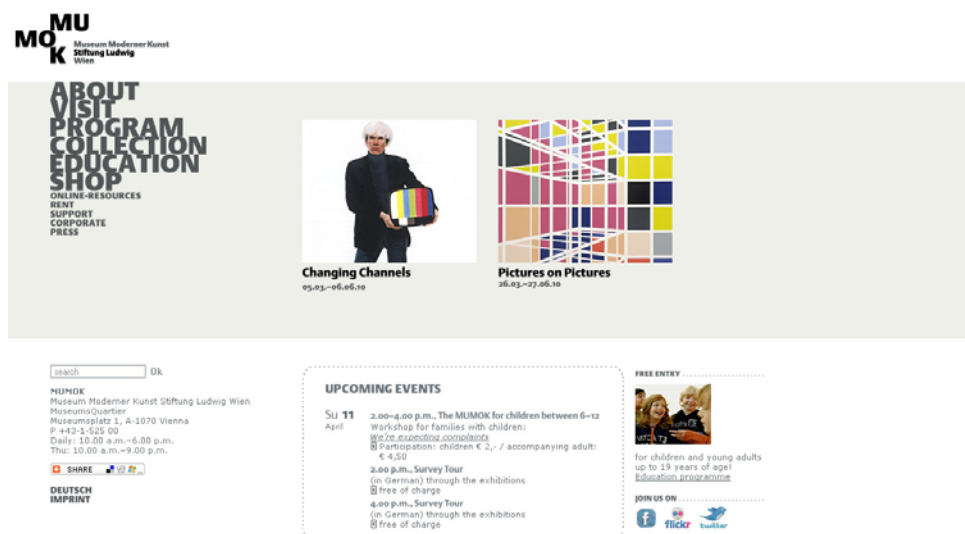 MU
MO
K
Museum Moderner Kunst
Stiftung Ludwig
Wien
ABOUT
VISIT
PROGRAM
COLLECTION
EDUCATION
SHOP
ONLINE-RESOURCES
RENT
SUPPORT
CORPORATE
PRESS
Changing Channels
05.03.–06.06.10
Pictures on Pictures
26.03.–27.06.10
search Ok
MUMOK
Museum Moderner Kunst Stiftung Ludwig Wien
MuseumsQuartier
Museumsplatz 1, A-1070 Vienna
P +43-1-525 00
Daily: 10.00 a.m.–6.00 p.m.
Thu: 10.00 a.m.–9.00 p.m.
SHARE
DEUTSCH
IMPRINT
UPCOMING EVENTS
Su 11
April
2.00–4.00 p.m., The MUMOK for children between 6–12
Workshop for families with children:
We're expecting complaints
Participation: children € 2,- / accompanying adult:
€ 4,50
2.00 p.m., Survey Tour
(in German) through the exhibitions
free of charge
4.00 p.m., Survey Tour
(in German) through the exhibitions
free of charge
FREE ENTRY
for children and young adults
up to 19 years of age!
Education programme
JOIN US ON
f
flickr
twitter